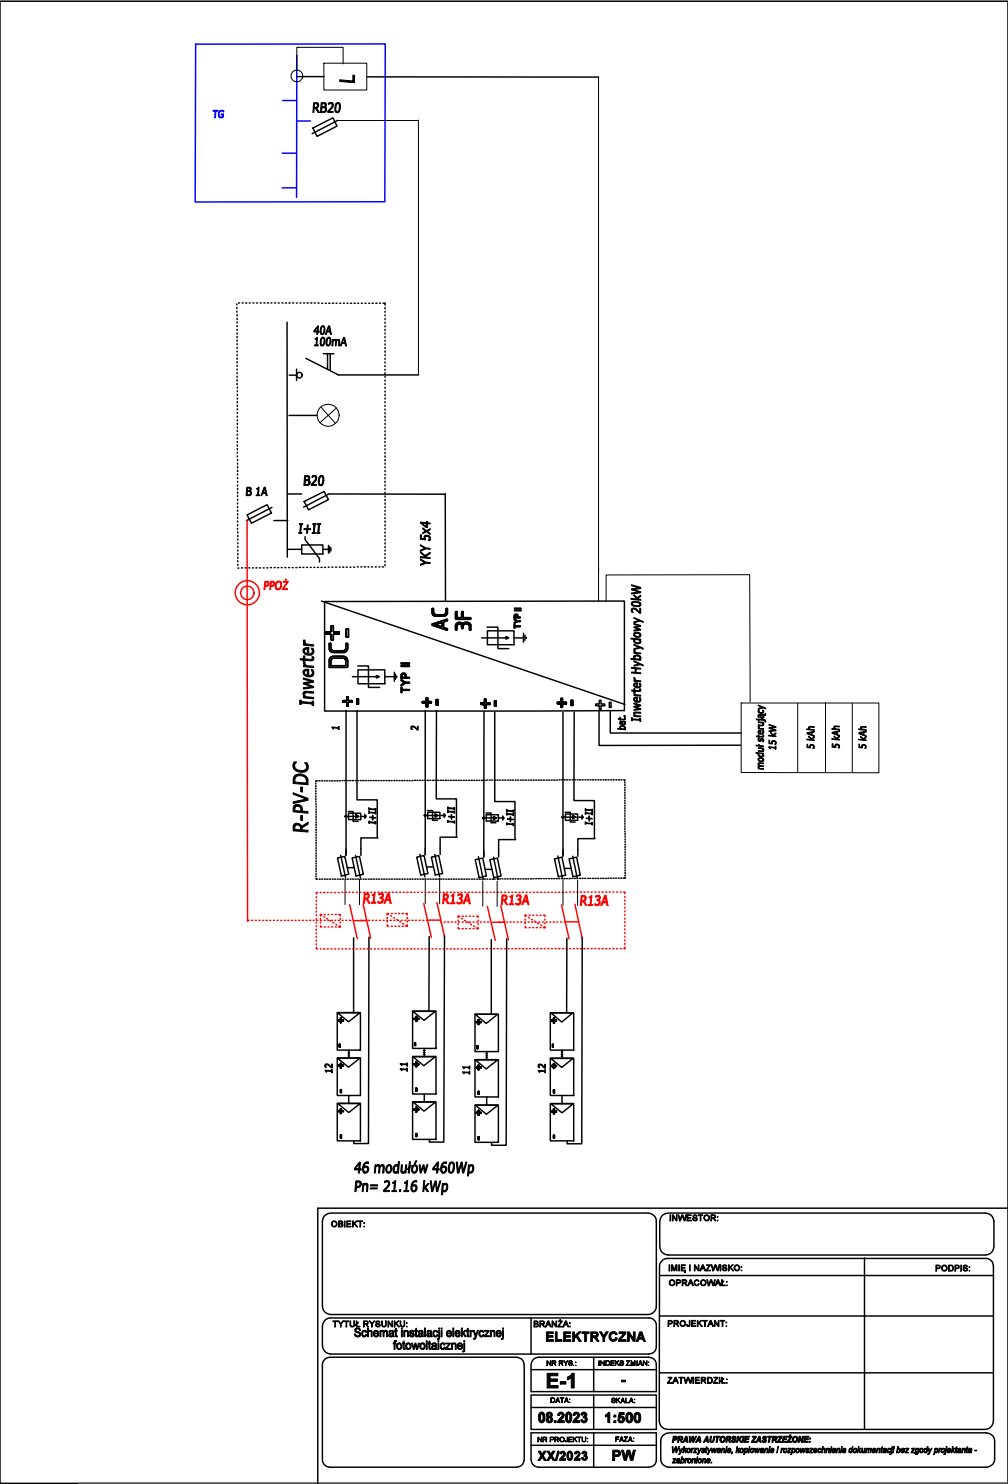 L
TG
RB20
40A
100mA
B20
B 1A
I+II
YKY 5x4
PPOŻ
Inwerter
DC+
-
AC
3F
TYP II
TYP II
Inwerter Hybrydowy 20kW
+ -
+ -
+ -
+ -
+ -
bat.
1
2
moduł sterujący
15 kW
5 kAh
5 kAh
5 kAh
R-PV-DC
I+II
I+II
I+II
I+II
R13A
R13A
R13A
R13A
12
11
11
12
46 modułów 460Wp
Pn= 21.16 kWp
OBIEKT:
INWESTOR:
IMIĘ I NAZWISKO:
PODPIS:
OPRACOWAŁ:
TYTUŁ RYSUNKU:
Schemat instalacji elektrycznej
fotowoltaicznej
BRANŻA:
ELEKTRYCZNA
PROJEKTANT:
NR RYS.:
INDEKS ZMIAN:
E-1
-
ZATWIERDZIŁ:
DATA:
SKALA:
08.2023
1:500
NR PROJEKTU:
FAZA:
XX/2023
PW
PRAWA AUTORSKIE ZASTRZEŻONE:
Wykorzystywanie, kopiowanie i rozpowszechnianie dokumentacji bez zgody projektanta -
zabronione.